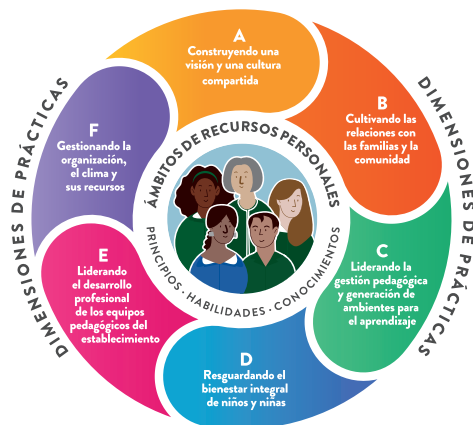 DIMENSIONES DE PRÁCTICAS
A
Construyendo una
visión y una cultura
compartida
B
Cultivando las
relaciones con
las familias y la
comunidad
C
Liderando la
gestión pedagógica
y generación de
ambientes para
el aprendizaje
D
Resguardando el
bienestar integral
de niños y niñas
E
Liderando
el desarrollo
profesional
de los equipos
pedagógicos del
establecimiento
F
Gestionando la
organización,
el clima y
sus recursos
ÁMBITOS DE RECURSOS PERSONALES
PRINCIPIOS · HABILIDADES · CONOCIMIENTOS
DIMENSIONES DE PRÁCTICAS